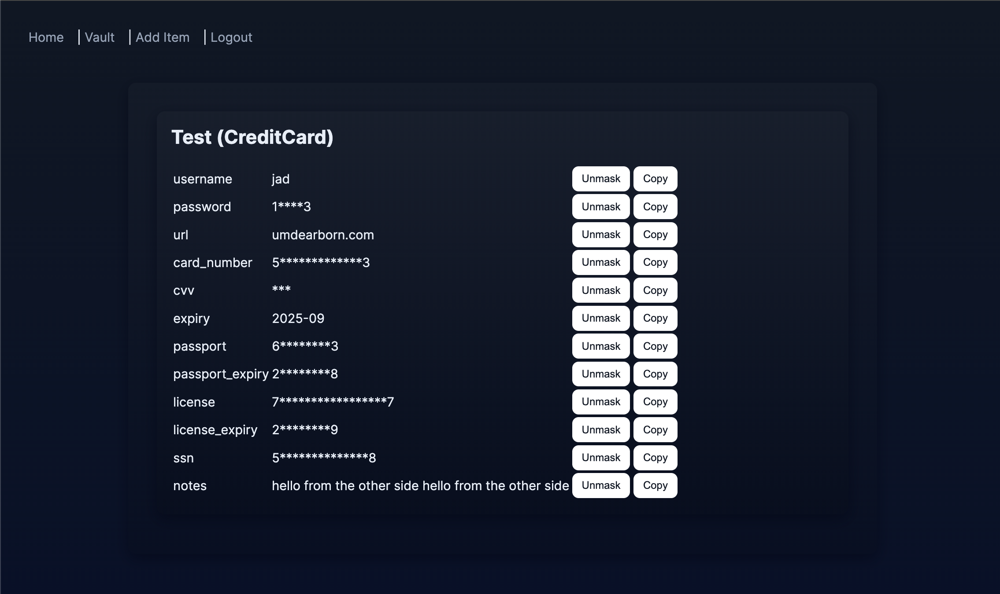 Home | Vault | Add Item | Logout
Test (CreditCard)
username jad Unmask Copy
password 1****3 Unmask Copy
url umdearborn.com Unmask Copy
card_number 5*************3 Unmask Copy
cvv *** Unmask Copy
expiry 2025-09 Unmask Copy
passport 6********3 Unmask Copy
passport_expiry 2********8 Unmask Copy
license 7*****************7 Unmask Copy
license_expiry 2********9 Unmask Copy
ssn 5**************8 Unmask Copy
notes hello from the other side hello from the other side Unmask Copy